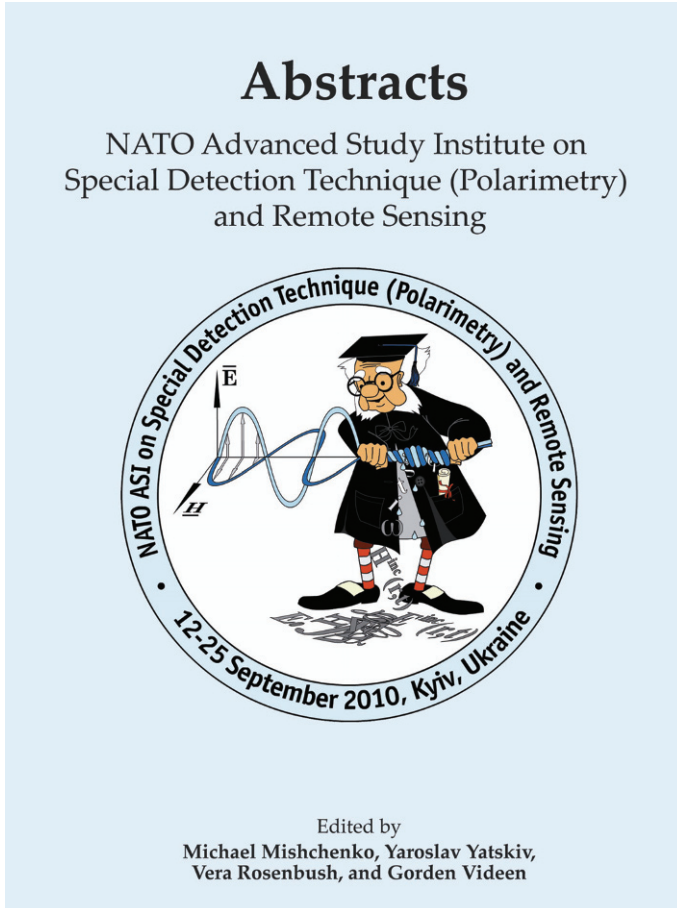 Abstracts
NATO Advanced Study Institute on
Special Detection Technique (Polarimetry)
and Remote Sensing
NATO ASI on Special Detection Technique (Polarimetry) and Remote Sensing
E
H
ω
H inc (r,t)
E inc (r,t)
• 12-25 September 2010, Kyiv, Ukraine •
Edited by
Michael Mishchenko, Yaroslav Yatskiv,
Vera Rosenbush, and Gorden Videen